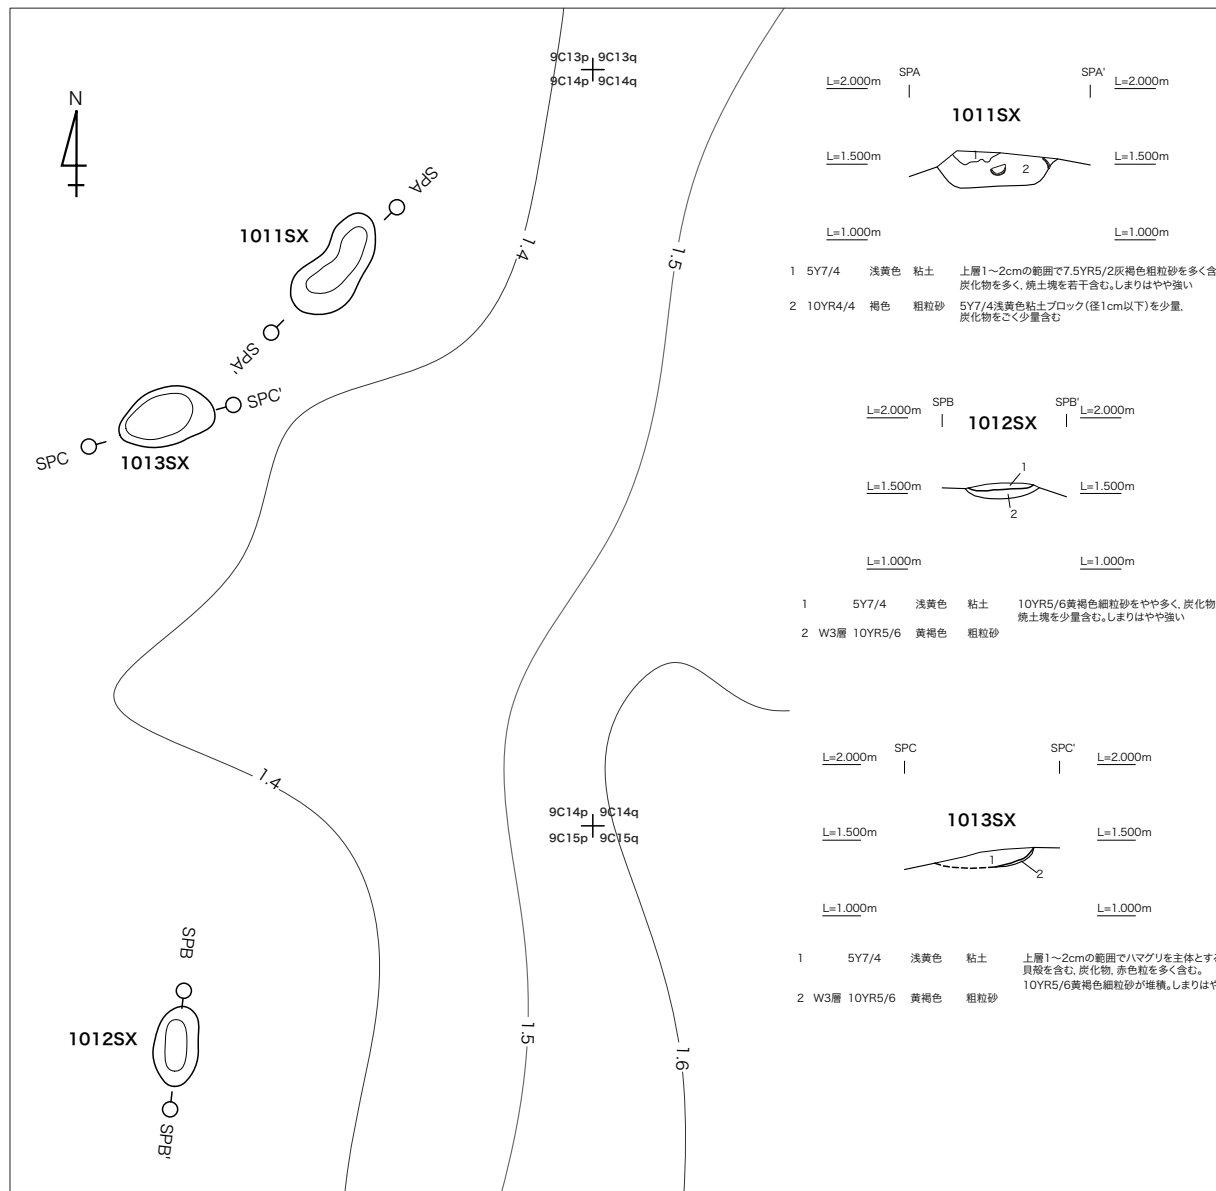 N
9C13p 9C13q
9C14p 9C14q
SPA
1011SX
SPA'
SPC'
SPC
1013SX
1.4
1.5
1.4
9C14p 9C14q
9C15p 9C15q
SPB
1012SX
SPB'
1.5
1.6
SPA SPA'
L=2.000m L=2.000m
1011SX
L=1.500m 1 2 L=1.500m
L=1.000m L=1.000m
1 5Y7/4 浅黄色 粘土 上層1～2cmの範囲で7.5YR5/2灰褐色粗粒砂を多く含
炭化物を多く, 焼土塊を若干含む。しまりはやや強い
2 10YR4/4 褐色 粗粒砂 5Y7/4浅黄色粘土ブロック(径1cm以下)を少量,
炭化物をごく少量含む
SPB SPB'
L=2.000m L=2.000m
1012SX
1
L=1.500m L=1.500m
2
L=1.000m L=1.000m
1 5Y7/4 浅黄色 粘土 10YR5/6黄褐色細粒砂をやや多く, 炭化物
焼土塊を少量含む。しまりはやや強い
2 W3層 10YR5/6 黄褐色 粗粒砂
SPC SPC'
L=2.000m L=2.000m
1013SX
L=1.500m L=1.500m
1
2
L=1.000m L=1.000m
1 5Y7/4 浅黄色 粘土 上層1～2cmの範囲でハマグリを主体とする
貝殻を含む, 炭化物, 赤色粒を多く含む。
10YR5/6黄褐色細粒砂が堆積。しまりはや
2 W3層 10YR5/6 黄褐色 粗粒砂